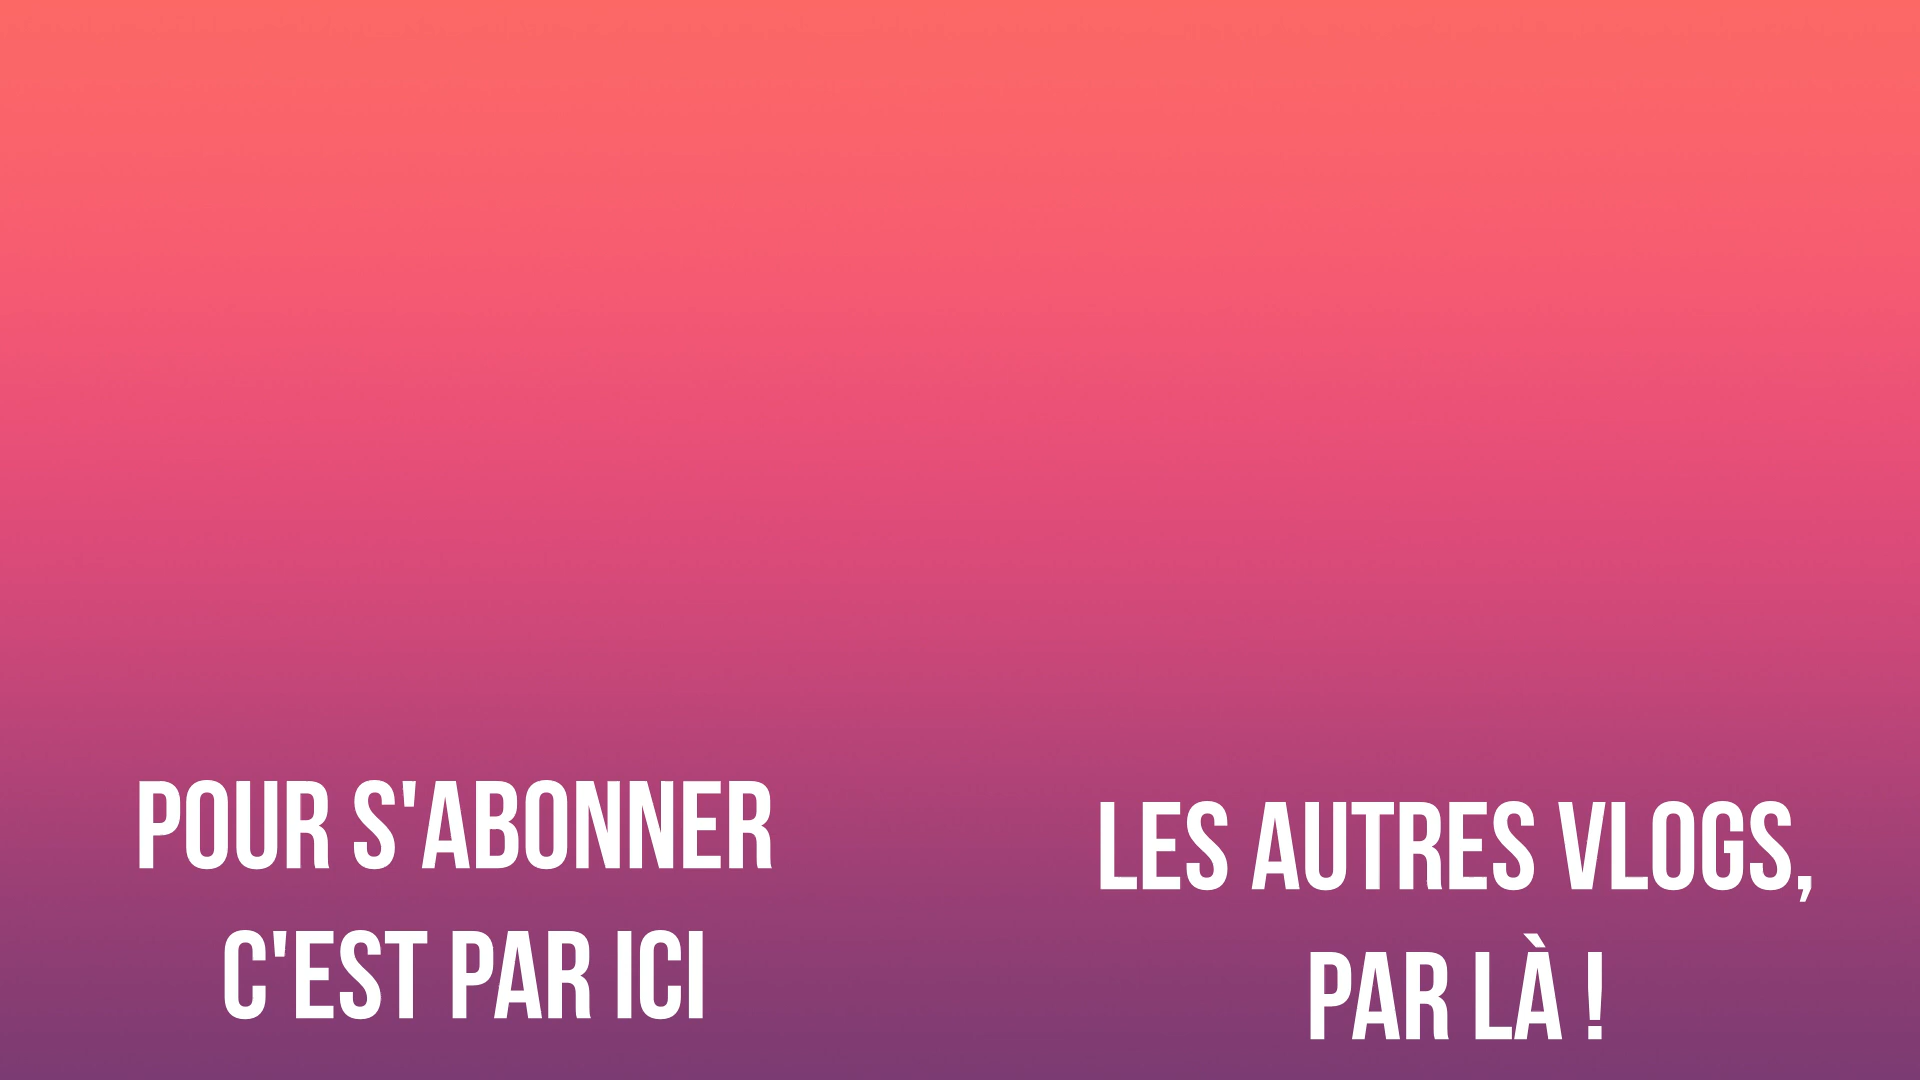 POUR S'ABONNER
C'EST PAR ICI
LES AUTRES VLOGS,
PAR LÀ !